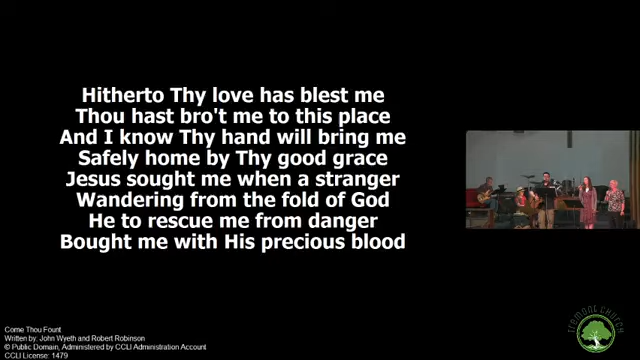 Hitherto Thy love has blest me
Thou hast bro't me to this place
And I know Thy hand will bring me
Safely home by Thy good grace
Jesus sought me when a stranger
Wandering from the fold of God
He to rescue me from danger
Bought me with His precious blood
Come Thou Fount
Written by: John Wyeth and Robert Robinson
© Public Domain, Administered by CCLI Administration Account
CCLI License: 1479
Fremont Church